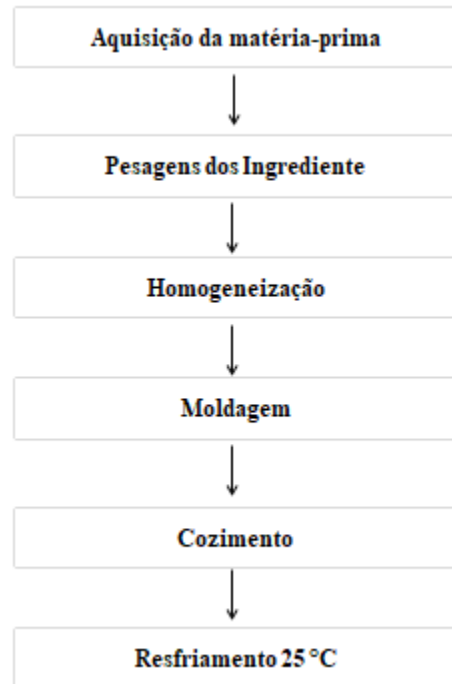 Aquisição da matéria-prima
Pesagens dos Ingrediente
Homogeneização
Moldagem
Cozimento
Resfriamento 25 °C